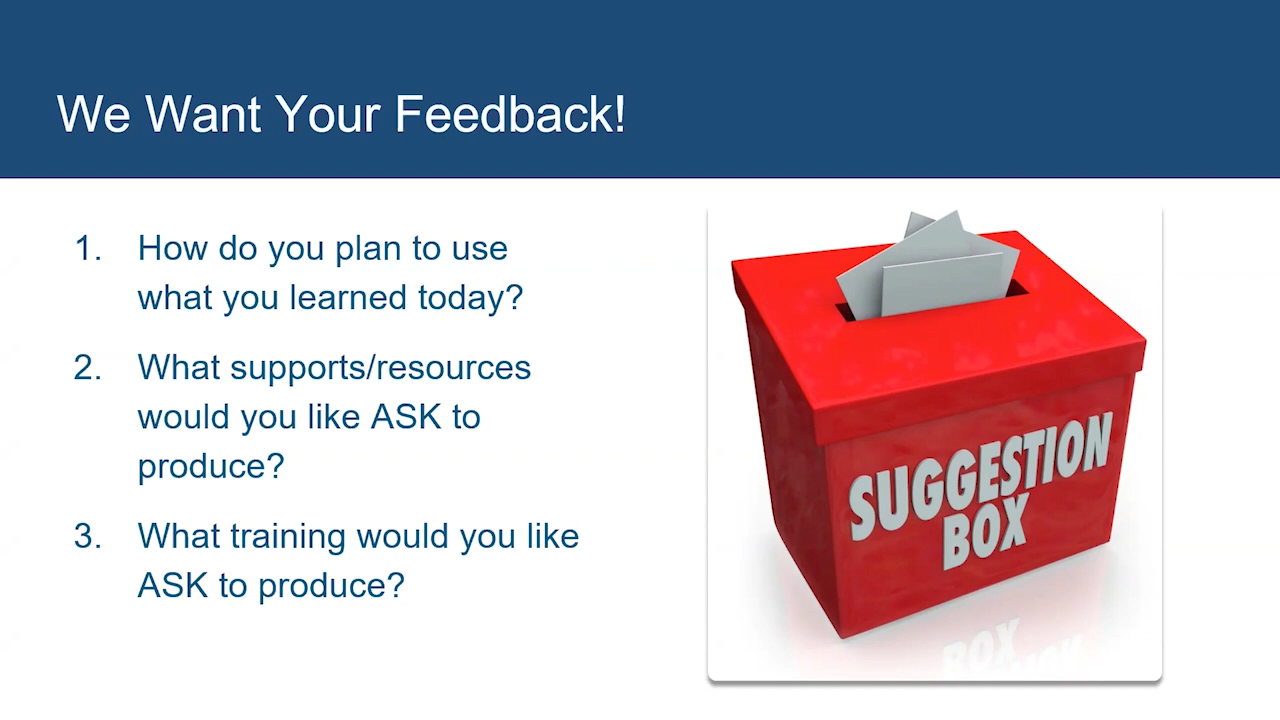 We Want Your Feedback!
1. How do you plan to use
what you learned today?
2. What supports/resources
would you like ASK to
produce?
3. What training would you like
ASK to produce?
SUGGESTION
BOX
BOX